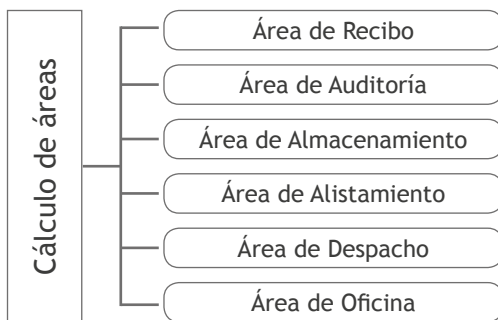 Cálculo de áreas
Área de Recibo
Área de Auditoría
Área de Almacenamiento
Área de Alistamiento
Área de Despacho
Área de Oficina